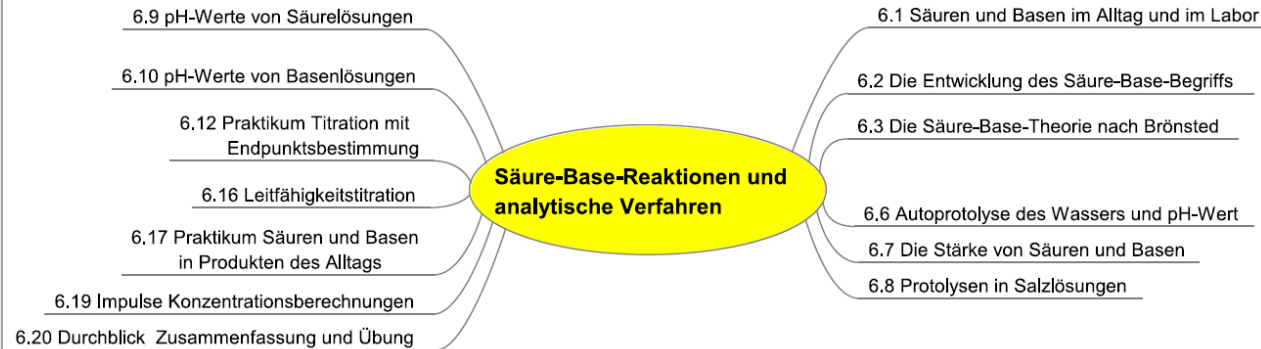 6.9 pH-Werte von Säurelösungen
6.10 pH-Werte von Basenlösungen
6.12 Praktikum Titration mit
Endpunktsbestimmung
6.16 Leitfähigkeitstitration
6.17 Praktikum Säuren und Basen
in Produkten des Alltags
6.19 Impulse Konzentrationsberechnungen
6.20 Durchblick Zusammenfassung und Übung
Säure-Base-Reaktionen und
analytische Verfahren
6.1 Säuren und Basen im Alltag und im Labor
6.2 Die Entwicklung des Säure-Base-Begriffs
6.3 Die Säure-Base-Theorie nach Brönsted
6.6 Autoprotolyse des Wassers und pH-Wert
6.7 Die Stärke von Säuren und Basen
6.8 Protolysen in Salzlösungen